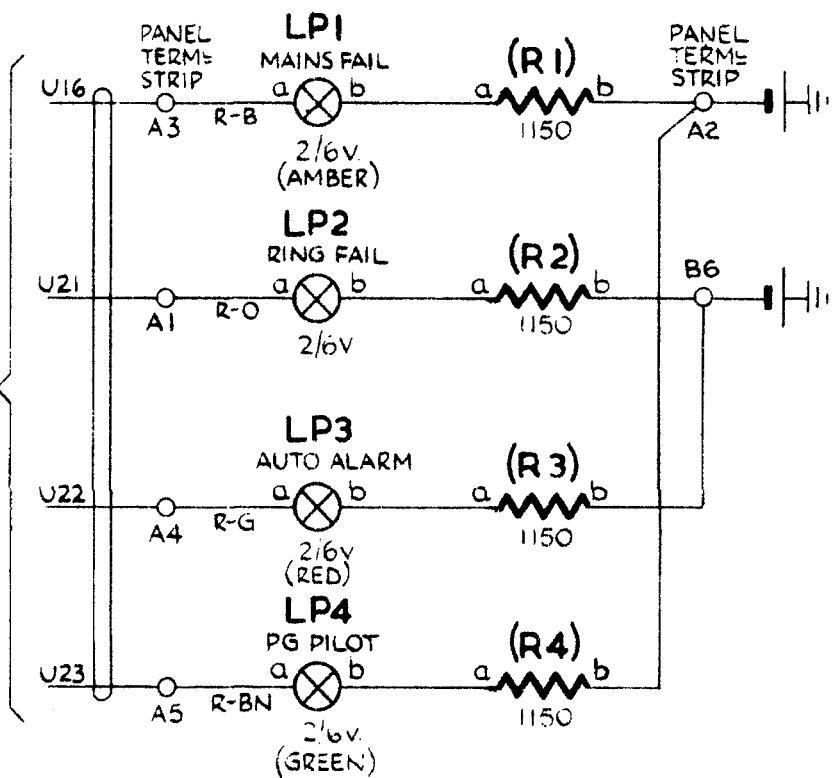 PANEL
TERML
STRIP
LP1
MAINS FAIL
(R1)
PANEL
TERML
STRIP
U16
a
b
a
b
A3
R-B
2/6V.
(AMBER)
1150
A2
LP2
RING FAIL
(R2)
B6
U21
a
b
a
b
A1
R-O
2/6V
1150
LP3
AUTO ALARM
(R3)
U22
a
b
a
b
A4
R-G
2/6V
(RED)
1150
LP4
PG PILOT
(R4)
U23
a
b
a
b
A5
R-BN
2/6V.
(GREEN)
1150